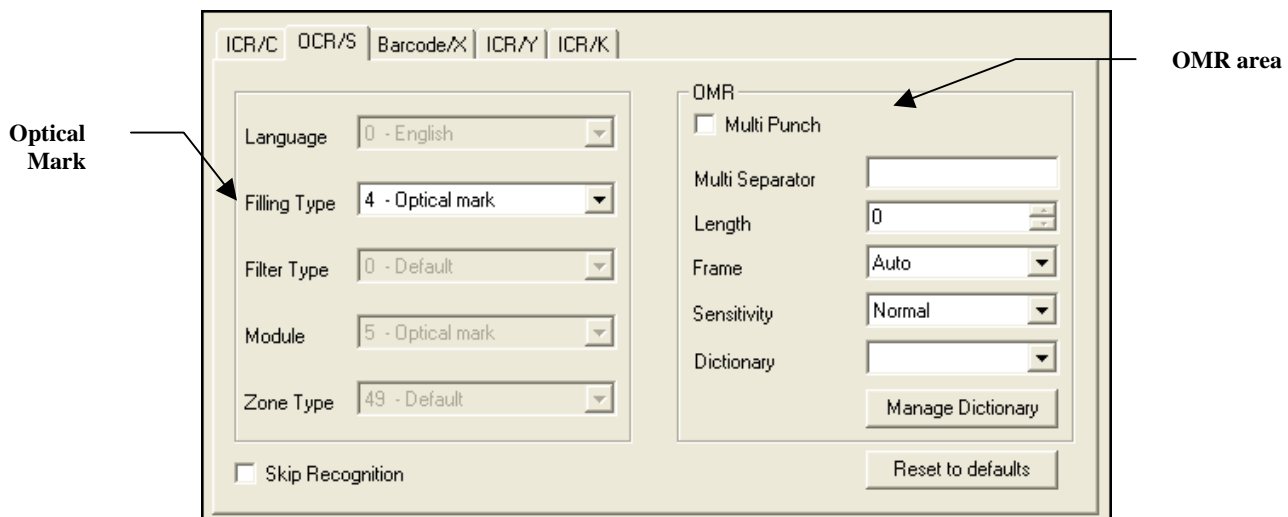 ICR/C OCR/S Barcode/X ICR/Y ICR/K
OMR area
Optical
Mark
Language 0 - English
Filling Type 4 - Optical mark
Filter Type 0 - Default
Module 5 - Optical mark
Zone Type 49 - Default
Skip Recognition
OMR
Multi Punch
Multi Separator
Length 0
Frame Auto
Sensitivity Normal
Dictionary
Manage Dictionary
Reset to defaults